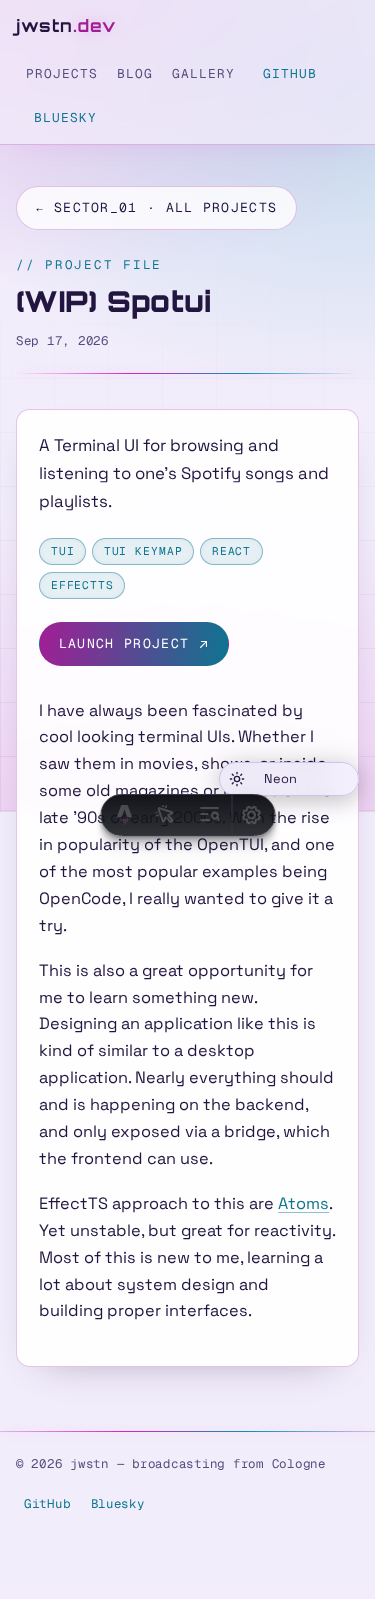 jwstn.dev
PROJECTS BLOG GALLERY GITHUB
BLUESKY
← SECTOR_01 · ALL PROJECTS
// PROJECT FILE
(WIP) Spotui
Sep 17, 2026
A Terminal UI for browsing and
listening to one's Spotify songs and
playlists.
TUI TUI KEYMAP REACT
EFFECTTS
LAUNCH PROJECT ↗
I have always been fascinated by
cool looking terminal UIs. Whether I
saw them in movies, shows, or inside
Neon
some old magazines or
late '90s or early 2000s. With the rise
in popularity of the OpenTUI, and one
of the most popular examples being
OpenCode, I really wanted to give it a
try.
This is also a great opportunity for
me to learn something new.
Designing an application like this is
kind of similar to a desktop
application. Nearly everything should
and is happening on the backend,
and only exposed via a bridge, which
the frontend can use.
EffectTS approach to this are Atoms.
Yet unstable, but great for reactivity.
Most of this is new to me, learning a
lot about system design and
building proper interfaces.
© 2026 jwstn — broadcasting from Cologne
GitHub Bluesky